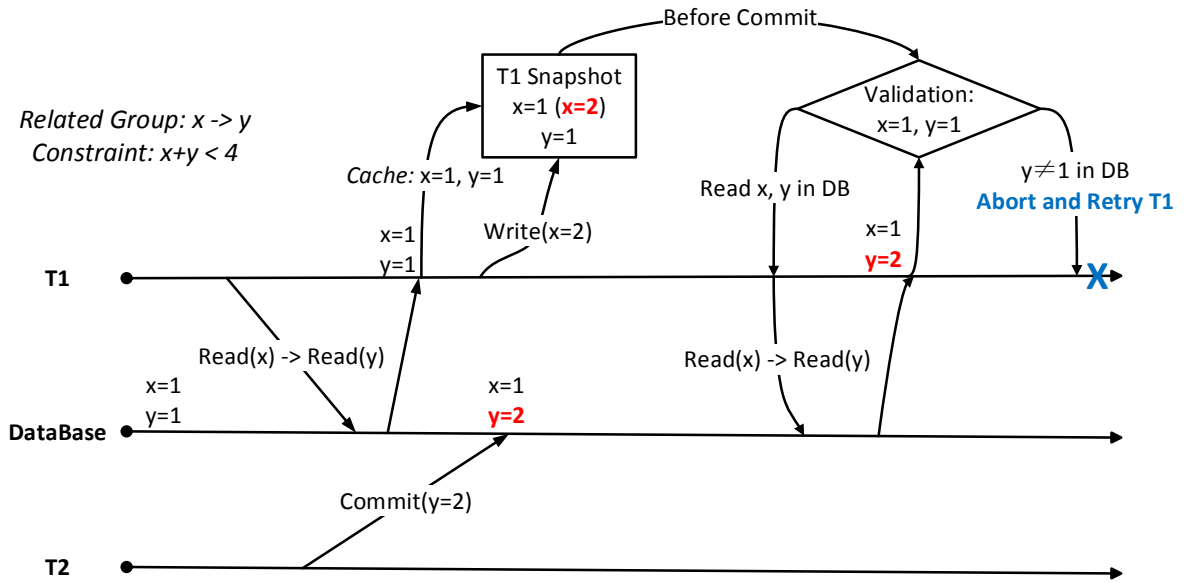 Before Commit
T1 Snapshot
x=1 (x=2)
y=1
Validation:
x=1, y=1
Related Group: x -> y
Constraint: x+y < 4
Cache: x=1, y=1
Read x, y in DB
y≠1 in DB
Abort and Retry T1
Write(x=2)
x=1
y=1
x=1
y=2
T1
X
Read(x) -> Read(y)
Read(x) -> Read(y)
x=1
y=1
x=1
y=2
DataBase
Commit(y=2)
T2